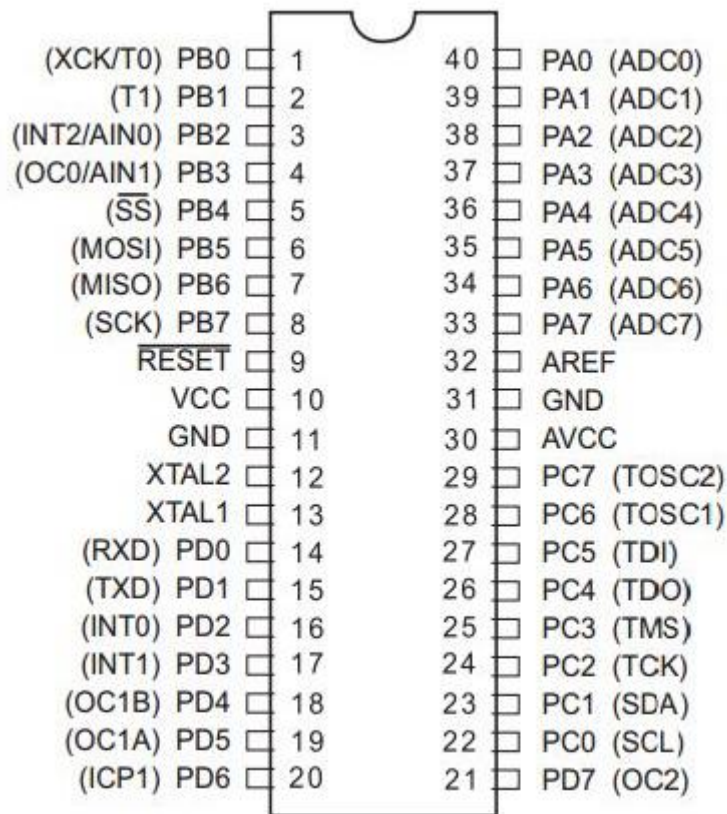 (XCK/T0) PB0 1 40 PA0 (ADC0)
(T1) PB1 2 39 PA1 (ADC1)
(INT2/AIN0) PB2 3 38 PA2 (ADC2)
(OC0/AIN1) PB3 4 37 PA3 (ADC3)
(S̅S̅) PB4 5 36 PA4 (ADC4)
(MOSI) PB5 6 35 PA5 (ADC5)
(MISO) PB6 7 34 PA6 (ADC6)
(SCK) PB7 8 33 PA7 (ADC7)
R̅E̅S̅E̅T̅ 9 32 AREF
VCC 10 31 GND
GND 11 30 AVCC
XTAL2 12 29 PC7 (TOSC2)
XTAL1 13 28 PC6 (TOSC1)
(RXD) PD0 14 27 PC5 (TDI)
(TXD) PD1 15 26 PC4 (TDO)
(INT0) PD2 16 25 PC3 (TMS)
(INT1) PD3 17 24 PC2 (TCK)
(OC1B) PD4 18 23 PC1 (SDA)
(OC1A) PD5 19 22 PC0 (SCL)
(ICP1) PD6 20 21 PD7 (OC2)